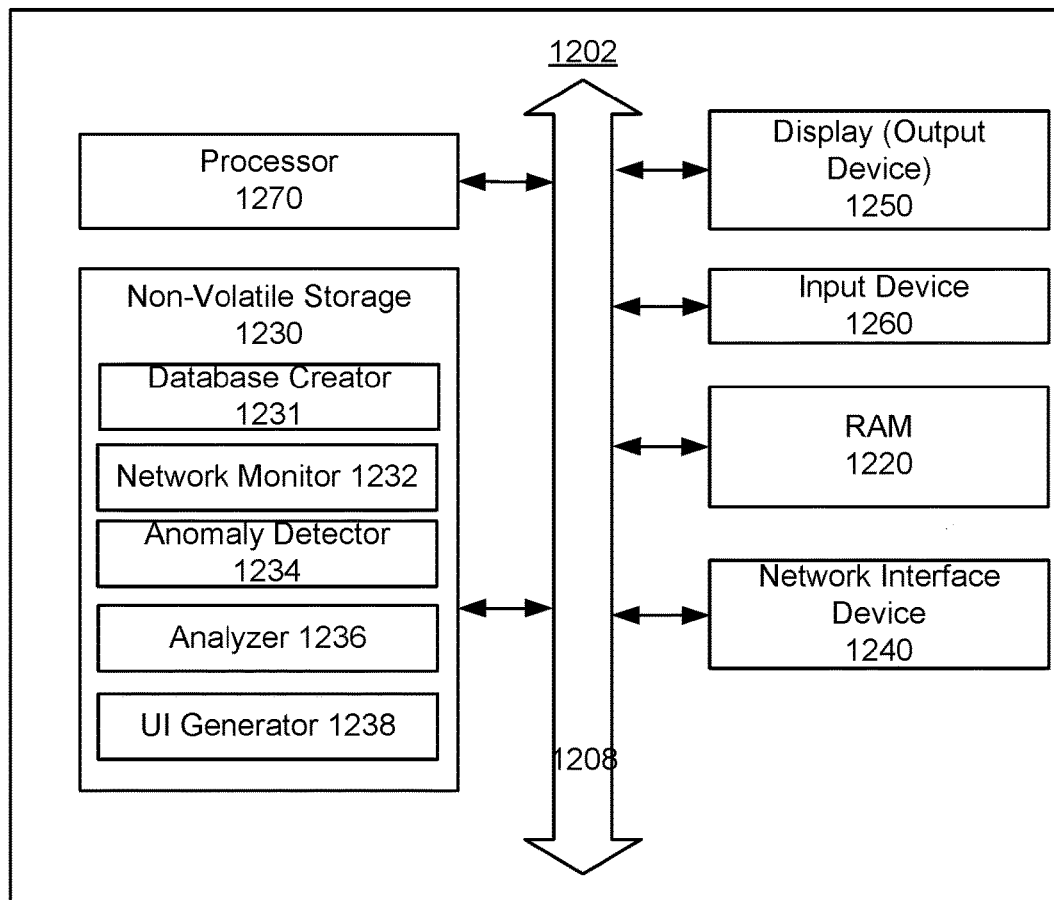 1202
Processor
1270
Non-Volatile Storage
1230
Database Creator
1231
Network Monitor 1232
Anomaly Detector
1234
Analyzer 1236
UI Generator 1238
1208
Display (Output
Device)
1250
Input Device
1260
RAM
1220
Network Interface
Device
1240